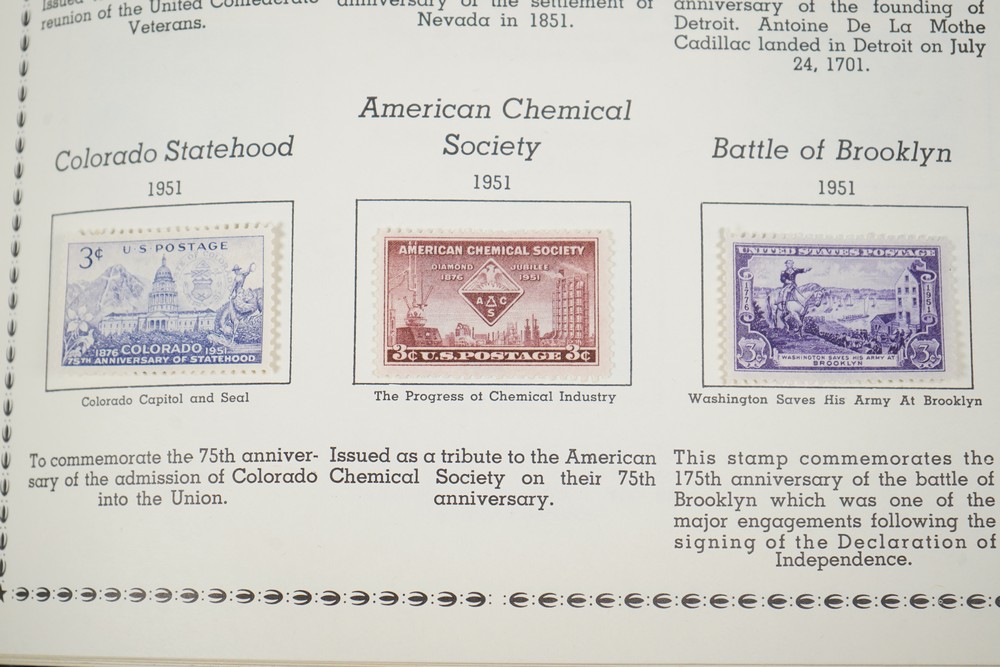 Issued
reunion of the United Confederate
Veterans.
anniversary of the settlement of
Nevada in 1851.
anniversary of the founding of
Detroit. Antoine De La Mothe
Cadillac landed in Detroit on July
24, 1701.
Colorado Statehood
1951
3¢
U·S·POSTAGE
1876 COLORADO 1951
75TH ANNIVERSARY OF STATEHOOD
Colorado Capitol and Seal
To commemorate the 75th anniver-
sary of the admission of Colorado
into the Union.
American Chemical
Society
1951
AMERICAN CHEMICAL SOCIETY
DIAMOND JUBILEE
1876 1951
A C
S
3¢ U.S. POSTAGE 3¢
The Progress of Chemical Industry
Issued as a tribute to the American
Chemical Society on their 75th
anniversary.
Battle of Brooklyn
1951
UNITED STATES POSTAGE
1776
1951
3¢
3¢
WASHINGTON SAVES HIS ARMY AT
BROOKLYN
Washington Saves His Army At Brooklyn
This stamp commemorates the
175th anniversary of the battle of
Brooklyn which was one of the
major engagements following the
signing of the Declaration of
Independence.